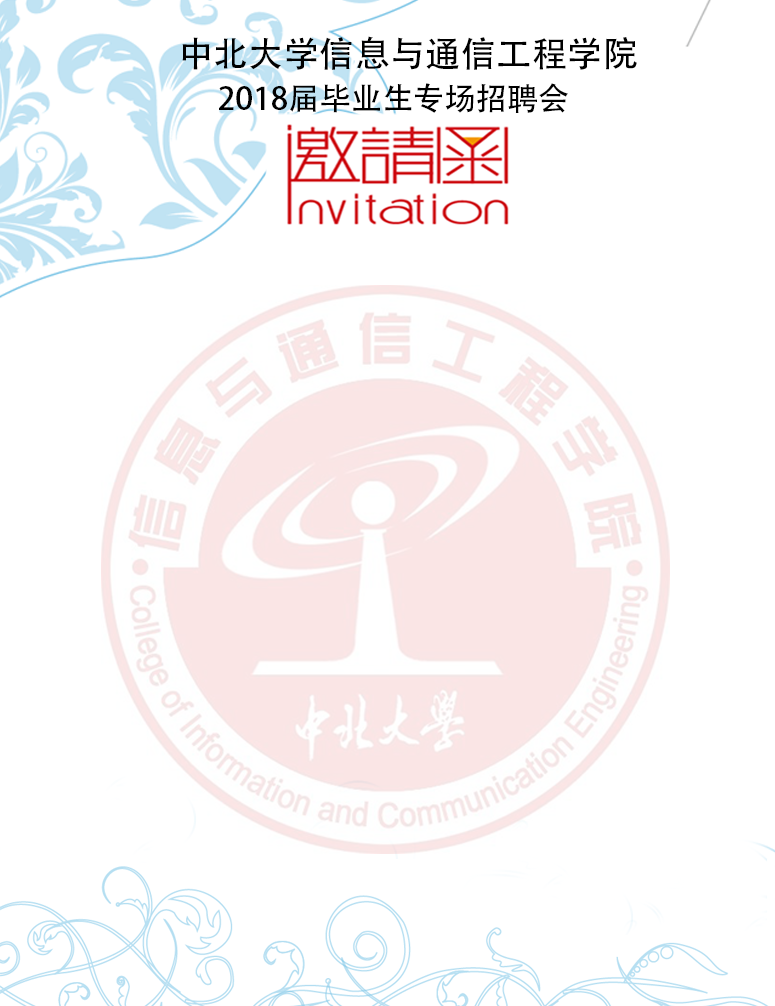 中北大学信息与通信工程学院
2018届毕业生专场招聘会
邀請函
Invitation
信息与通信工程学院
中北大學
College of Information and Communication Engineering